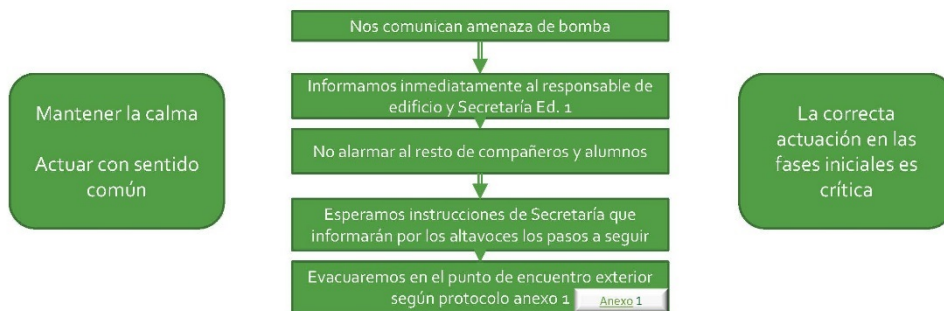 Nos comunican amenaza de bomba
Mantener la calma
Actuar con sentido
común
Informamos inmediatamente al responsable de
edificio y Secretaría Ed. 1
No alarmar al resto de compañeros y alumnos
Esperamos instrucciones de Secretaría que
informarán por los altavoces los pasos a seguir
Evacuaremos en el punto de encuentro exterior
según protocolo anexo 1
Anexo 1
La correcta
actuación en las
fases iniciales es
crítica